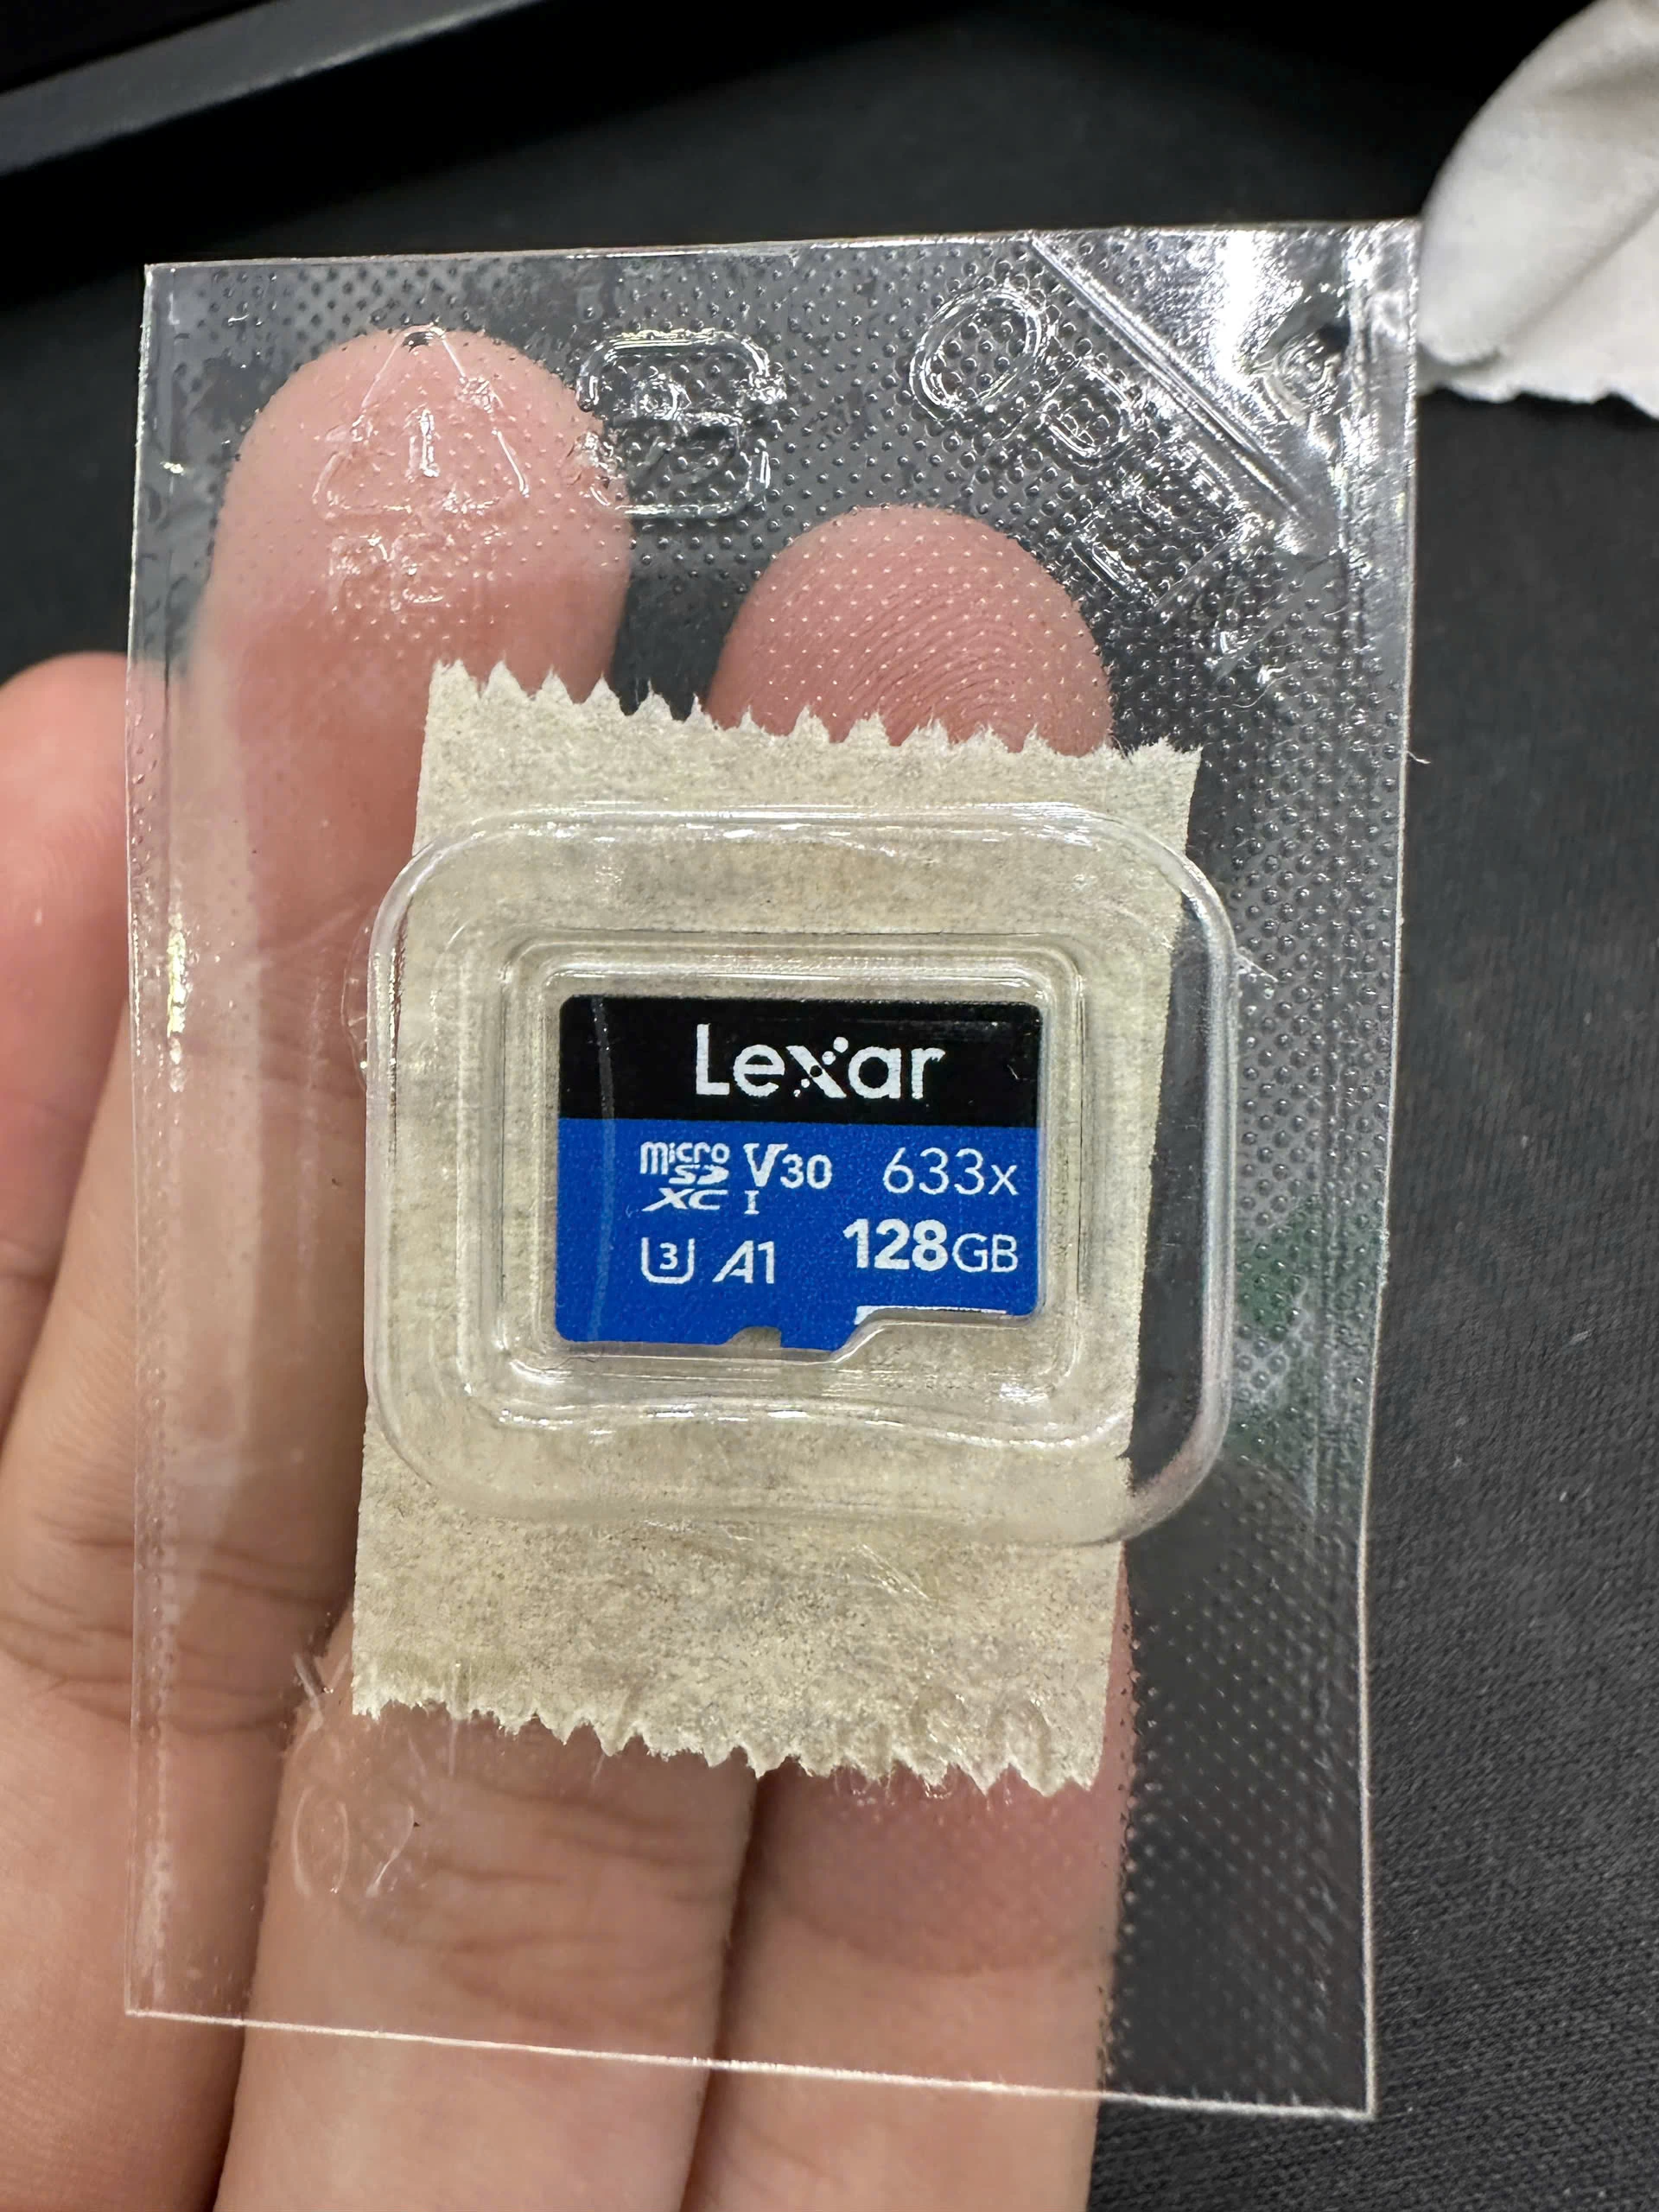 Lexar
micro SD XC I V30 633x
U3 A1 128GB